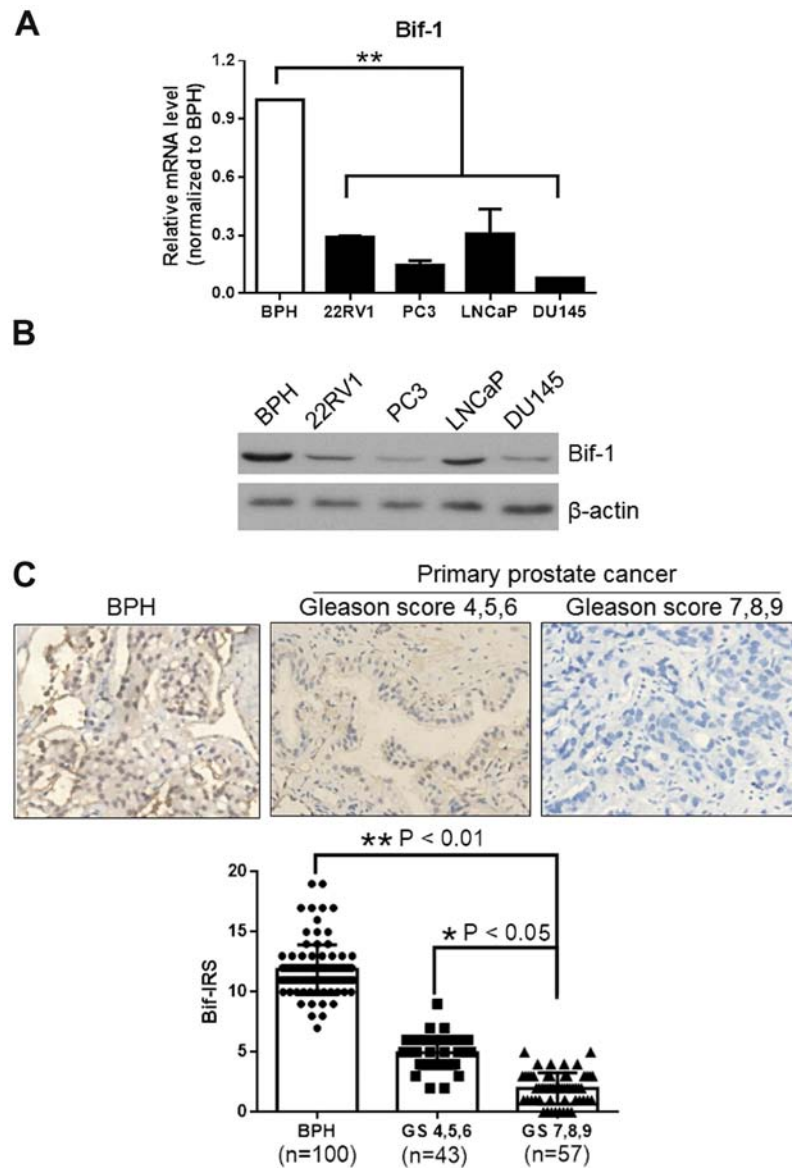 A
Bif-1
Relative mRNA level
(normalized to BPH)
1.2
0.9
0.6
0.3
0.0
**
BPH 22RV1 PC3 LNCaP DU145
B
BPH 22RV1 PC3 LNCaP DU145
Bif-1
β-actin
C
Primary prostate cancer
BPH Gleason score 4,5,6 Gleason score 7,8,9
** P < 0.01
* P < 0.05
Bif-IRS
20
15
10
5
0
BPH GS 4,5,6 GS 7,8,9
(n=100) (n=43) (n=57)